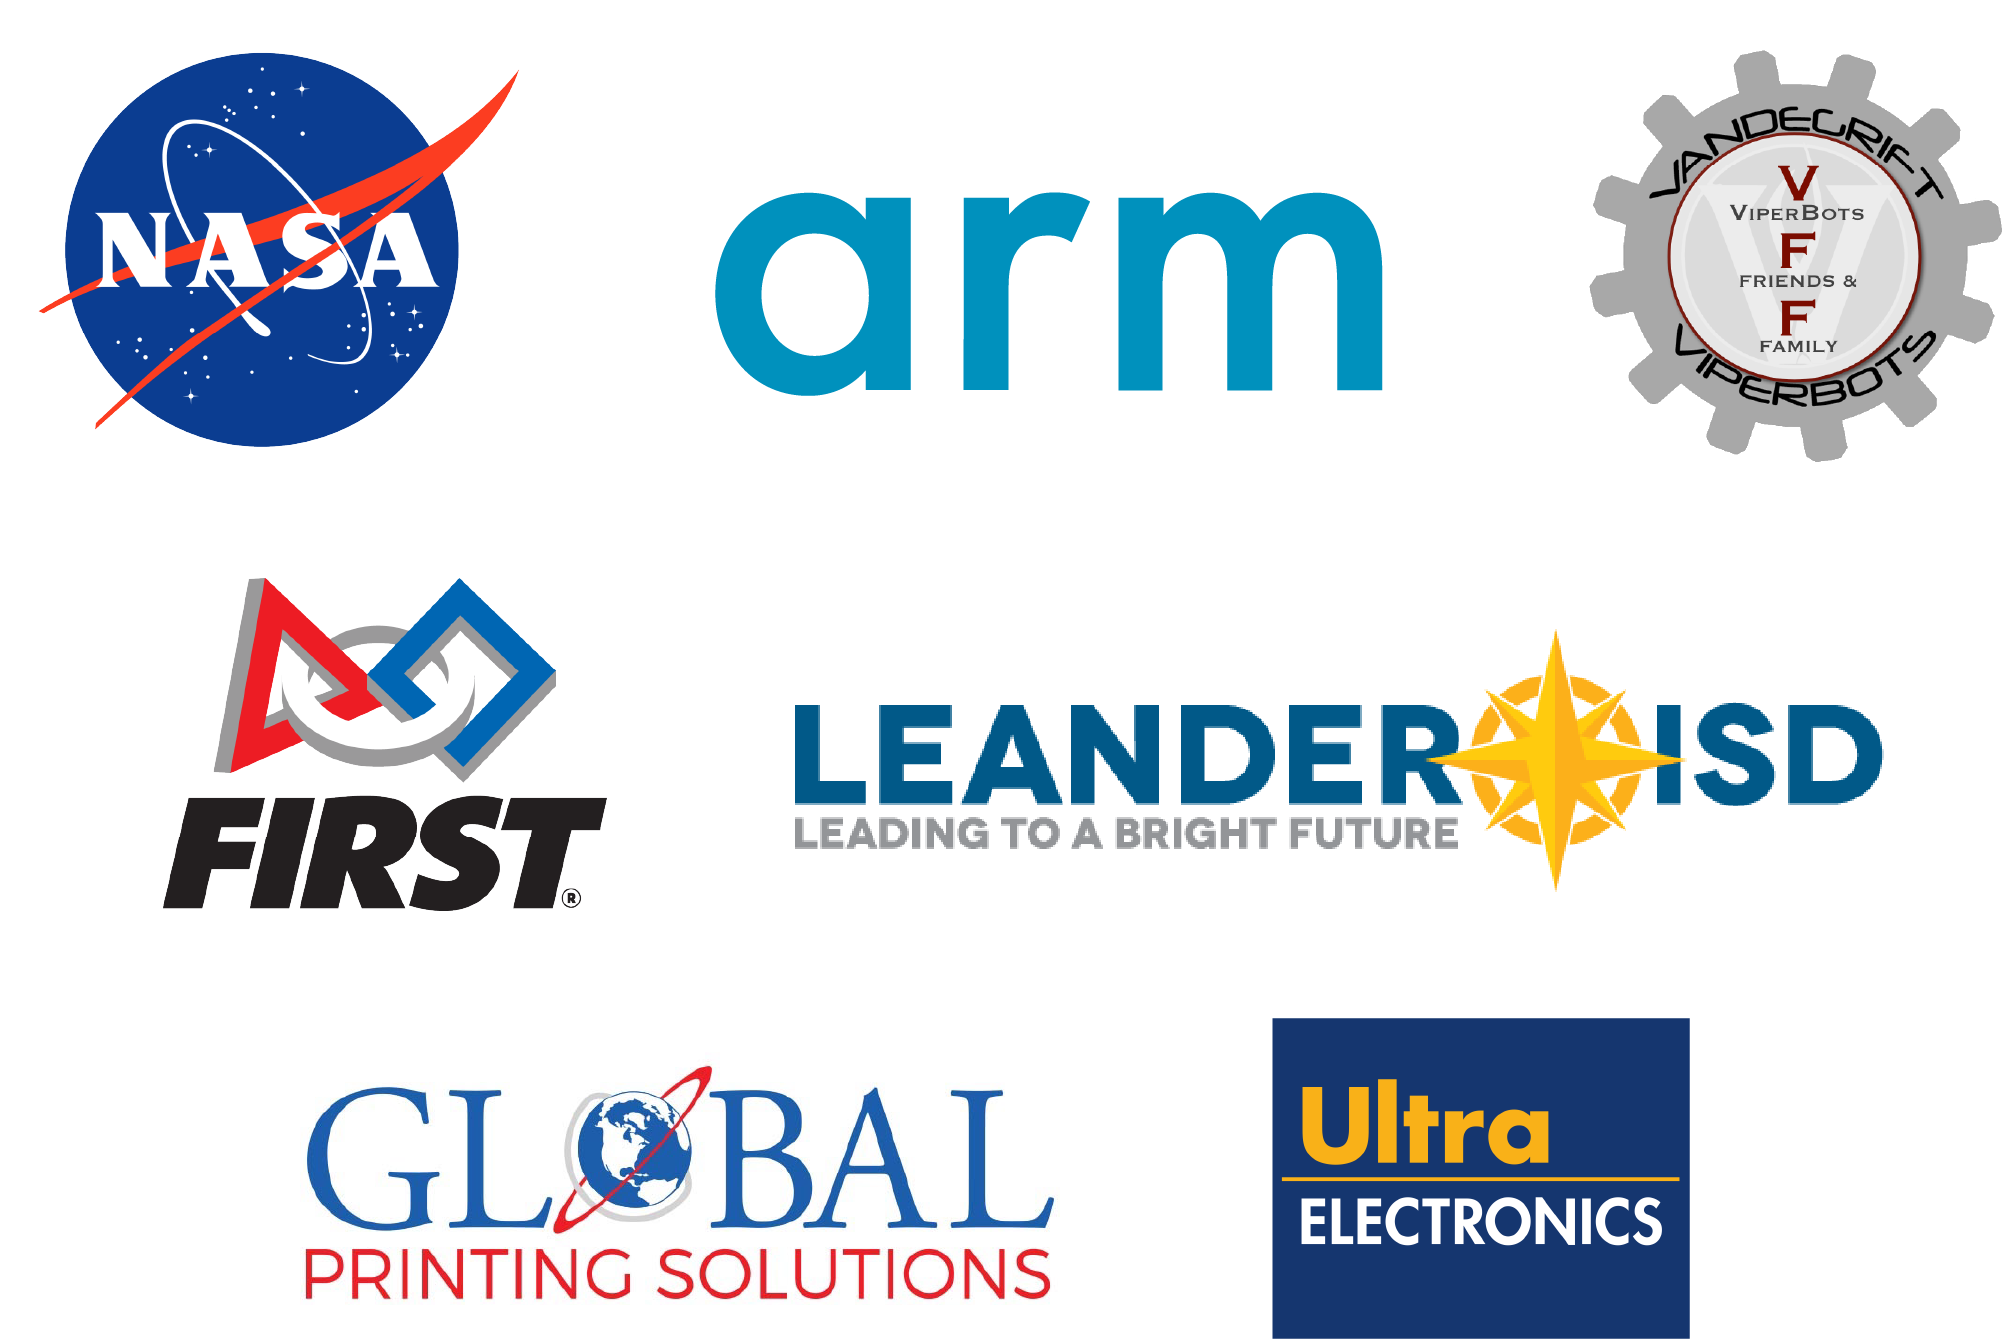 NASA
arm
VANDEGRIFT
V
VIPERBOTS
F
FRIENDS &
F
FAMILY
VIPERBOTS
FIRST®
LEANDER ISD
LEADING TO A BRIGHT FUTURE
GLOBAL
PRINTING SOLUTIONS
Ultra
ELECTRONICS